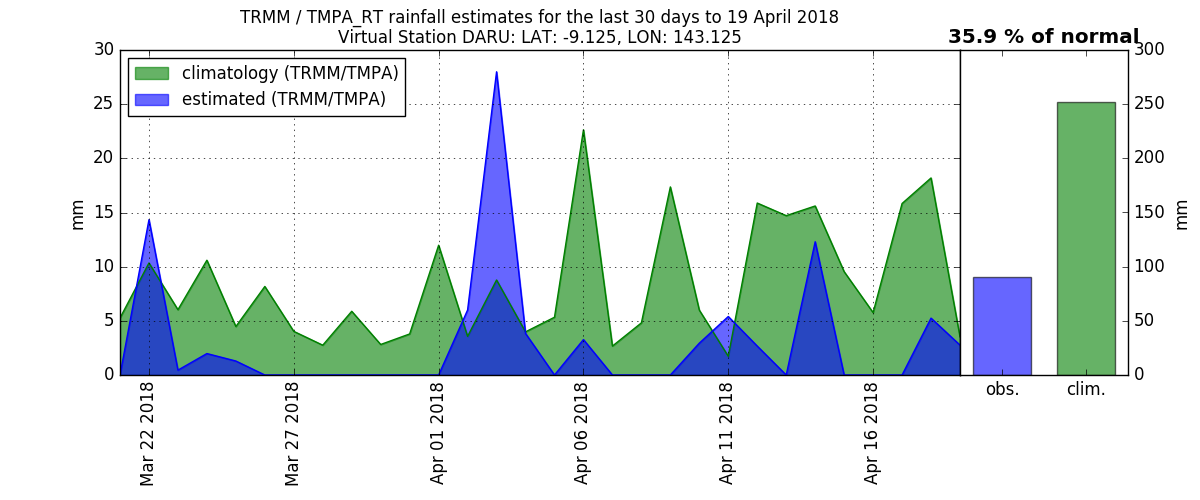 TRMM / TMPA_RT rainfall estimates for the last 30 days to 19 April 2018
Virtual Station DARU: LAT: -9.125, LON: 143.125
35.9 % of normal
climatology (TRMM/TMPA)
estimated (TRMM/TMPA)
30
25
20
15
10
5
0
mm
300
250
200
150
100
50
0
mm
Mar 22 2018
Mar 27 2018
Apr 01 2018
Apr 06 2018
Apr 11 2018
Apr 16 2018
obs.
clim.